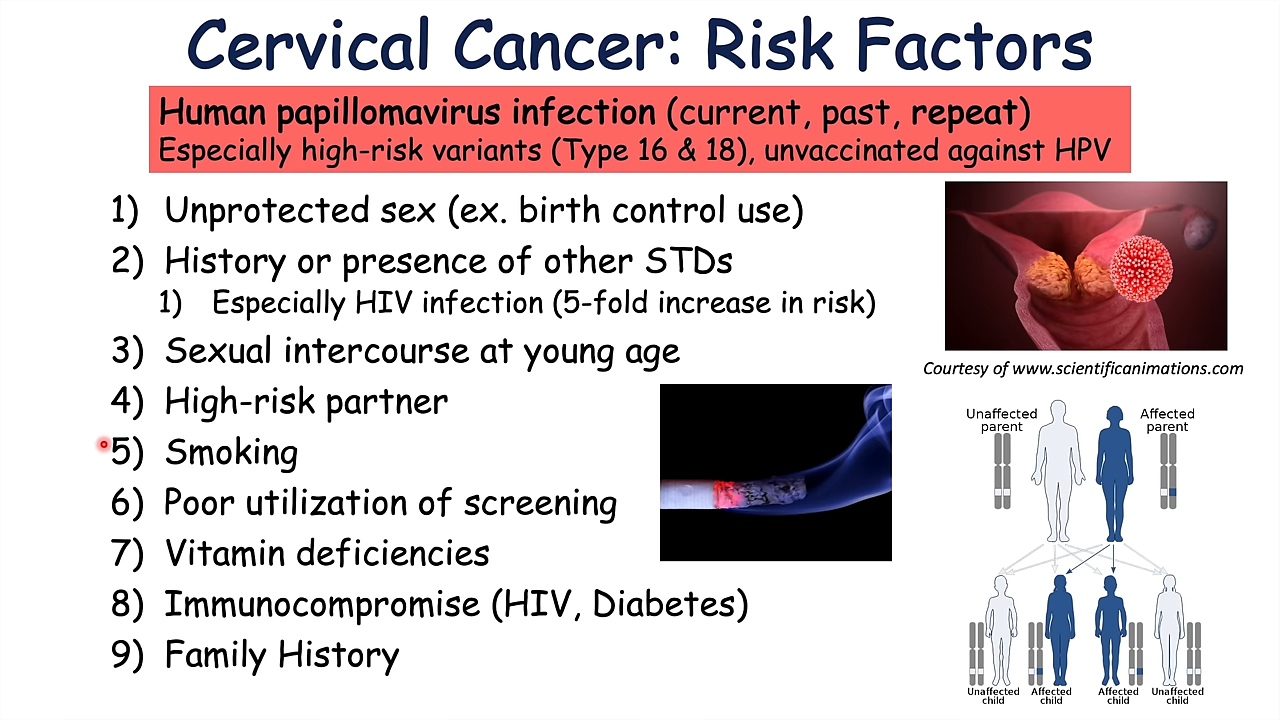 Cervical Cancer: Risk Factors
Human papillomavirus infection (current, past, repeat)
Especially high-risk variants (Type 16 & 18), unvaccinated against HPV
1) Unprotected sex (ex. birth control use)
2) History or presence of other STDs
1) Especially HIV infection (5-fold increase in risk)
3) Sexual intercourse at young age
4) High-risk partner
5) Smoking
6) Poor utilization of screening
7) Vitamin deficiencies
8) Immunocompromise (HIV, Diabetes)
9) Family History
Courtesy of www.scientificanimations.com
Unaffected
parent
Affected
parent
Unaffected
child
Affected
child
Affected
child
Unaffected
child